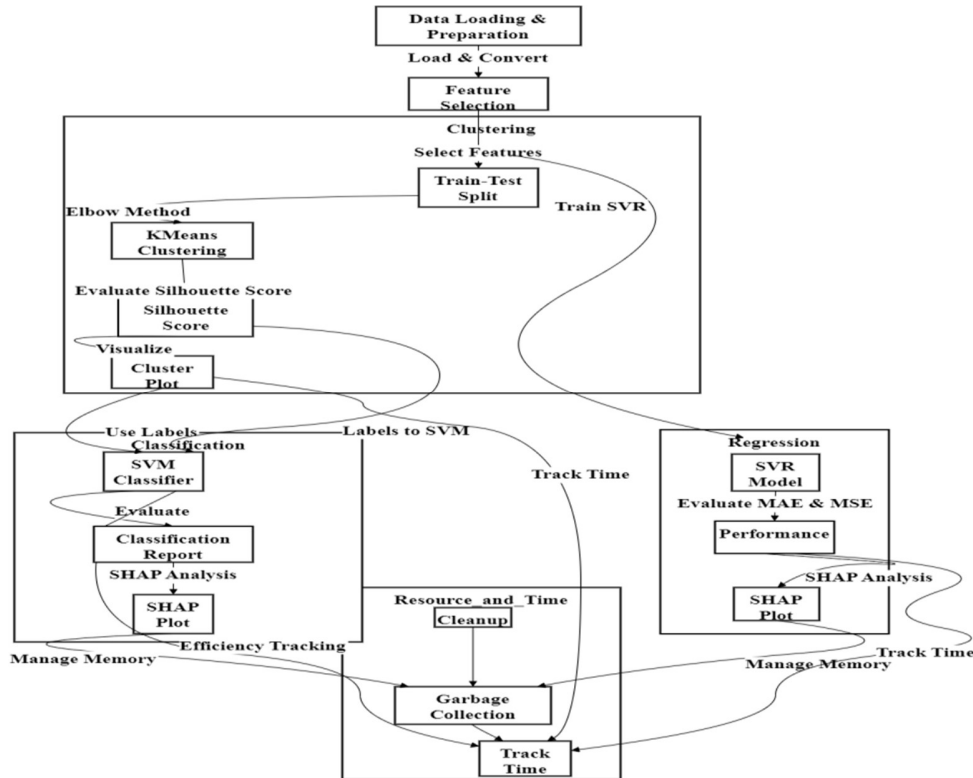 Data Loading &
Preparation
Load & Convert
Feature
Selection
Clustering
Select Features
Train-Test
Split
Train SVR
Elbow Method
KMeans
Clustering
Evaluate Silhouette Score
Silhouette
Score
Visualize
Cluster
Plot
Use Labels
Labels to SVM
Classification
SVM
Classifier
Evaluate
Classification
Report
SHAP Analysis
SHAP
Plot
Manage Memory
Efficiency Tracking
Track Time
Regression
SVR
Model
Evaluate MAE & MSE
Performance
SHAP Analysis
SHAP
Plot
Track Time
Manage Memory
Resource_and_Time
Cleanup
Garbage
Collection
Track
Time